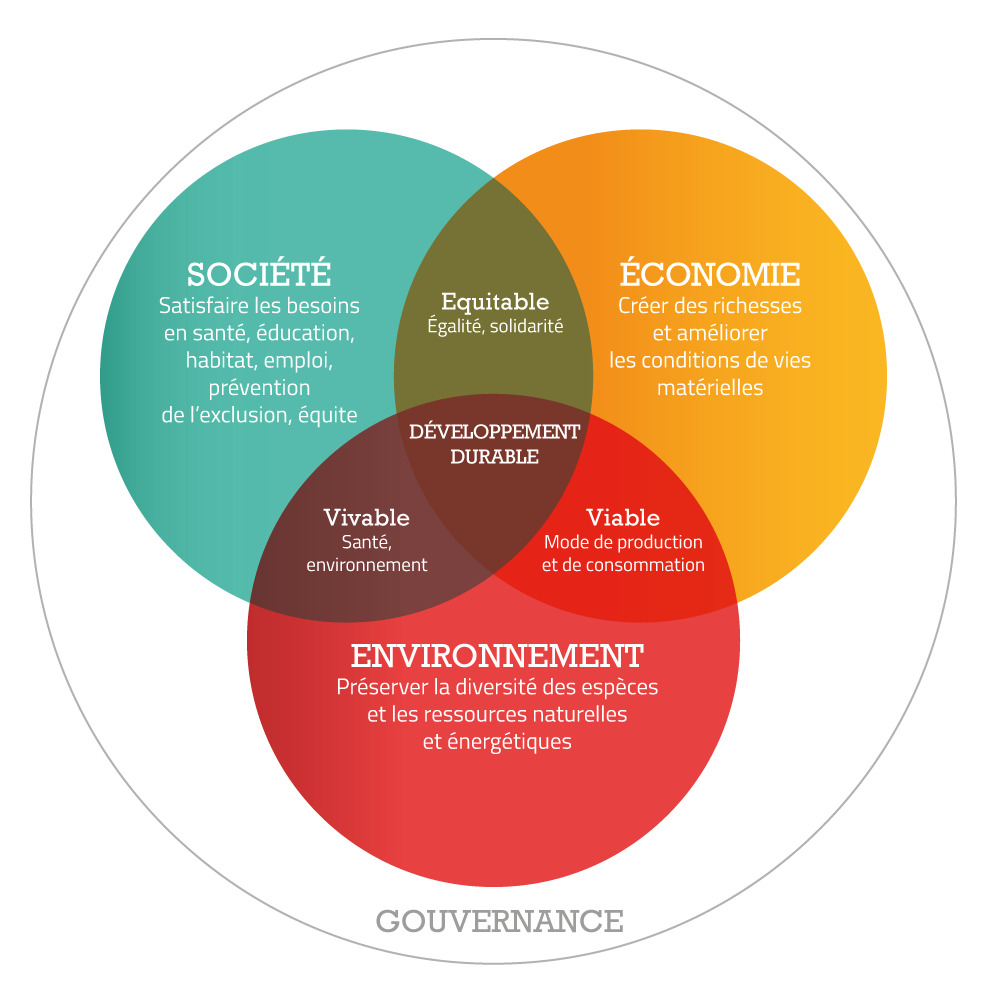 SOCIÉTÉ
Satisfaire les besoins
en santé, éducation,
habitat, emploi,
prévention
de l'exclusion, équite
Equitable
Égalité, solidarité
ÉCONOMIE
Créer des richesses
et améliorer
les conditions de vies
matérielles
DÉVELOPPEMENT
DURABLE
Vivable
Santé,
environnement
Viable
Mode de production
et de consommation
ENVIRONNEMENT
Préserver la diversité des espèces
et les ressources naturelles
et énergétiques
GOUVERNANCE